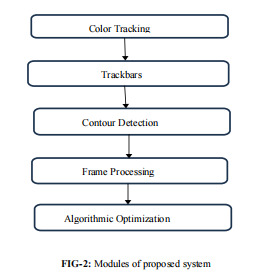 Color Tracking
Trackbars
Contour Detection
Frame Processing
Algorithmic Optimization
FIG-2: Modules of proposed system